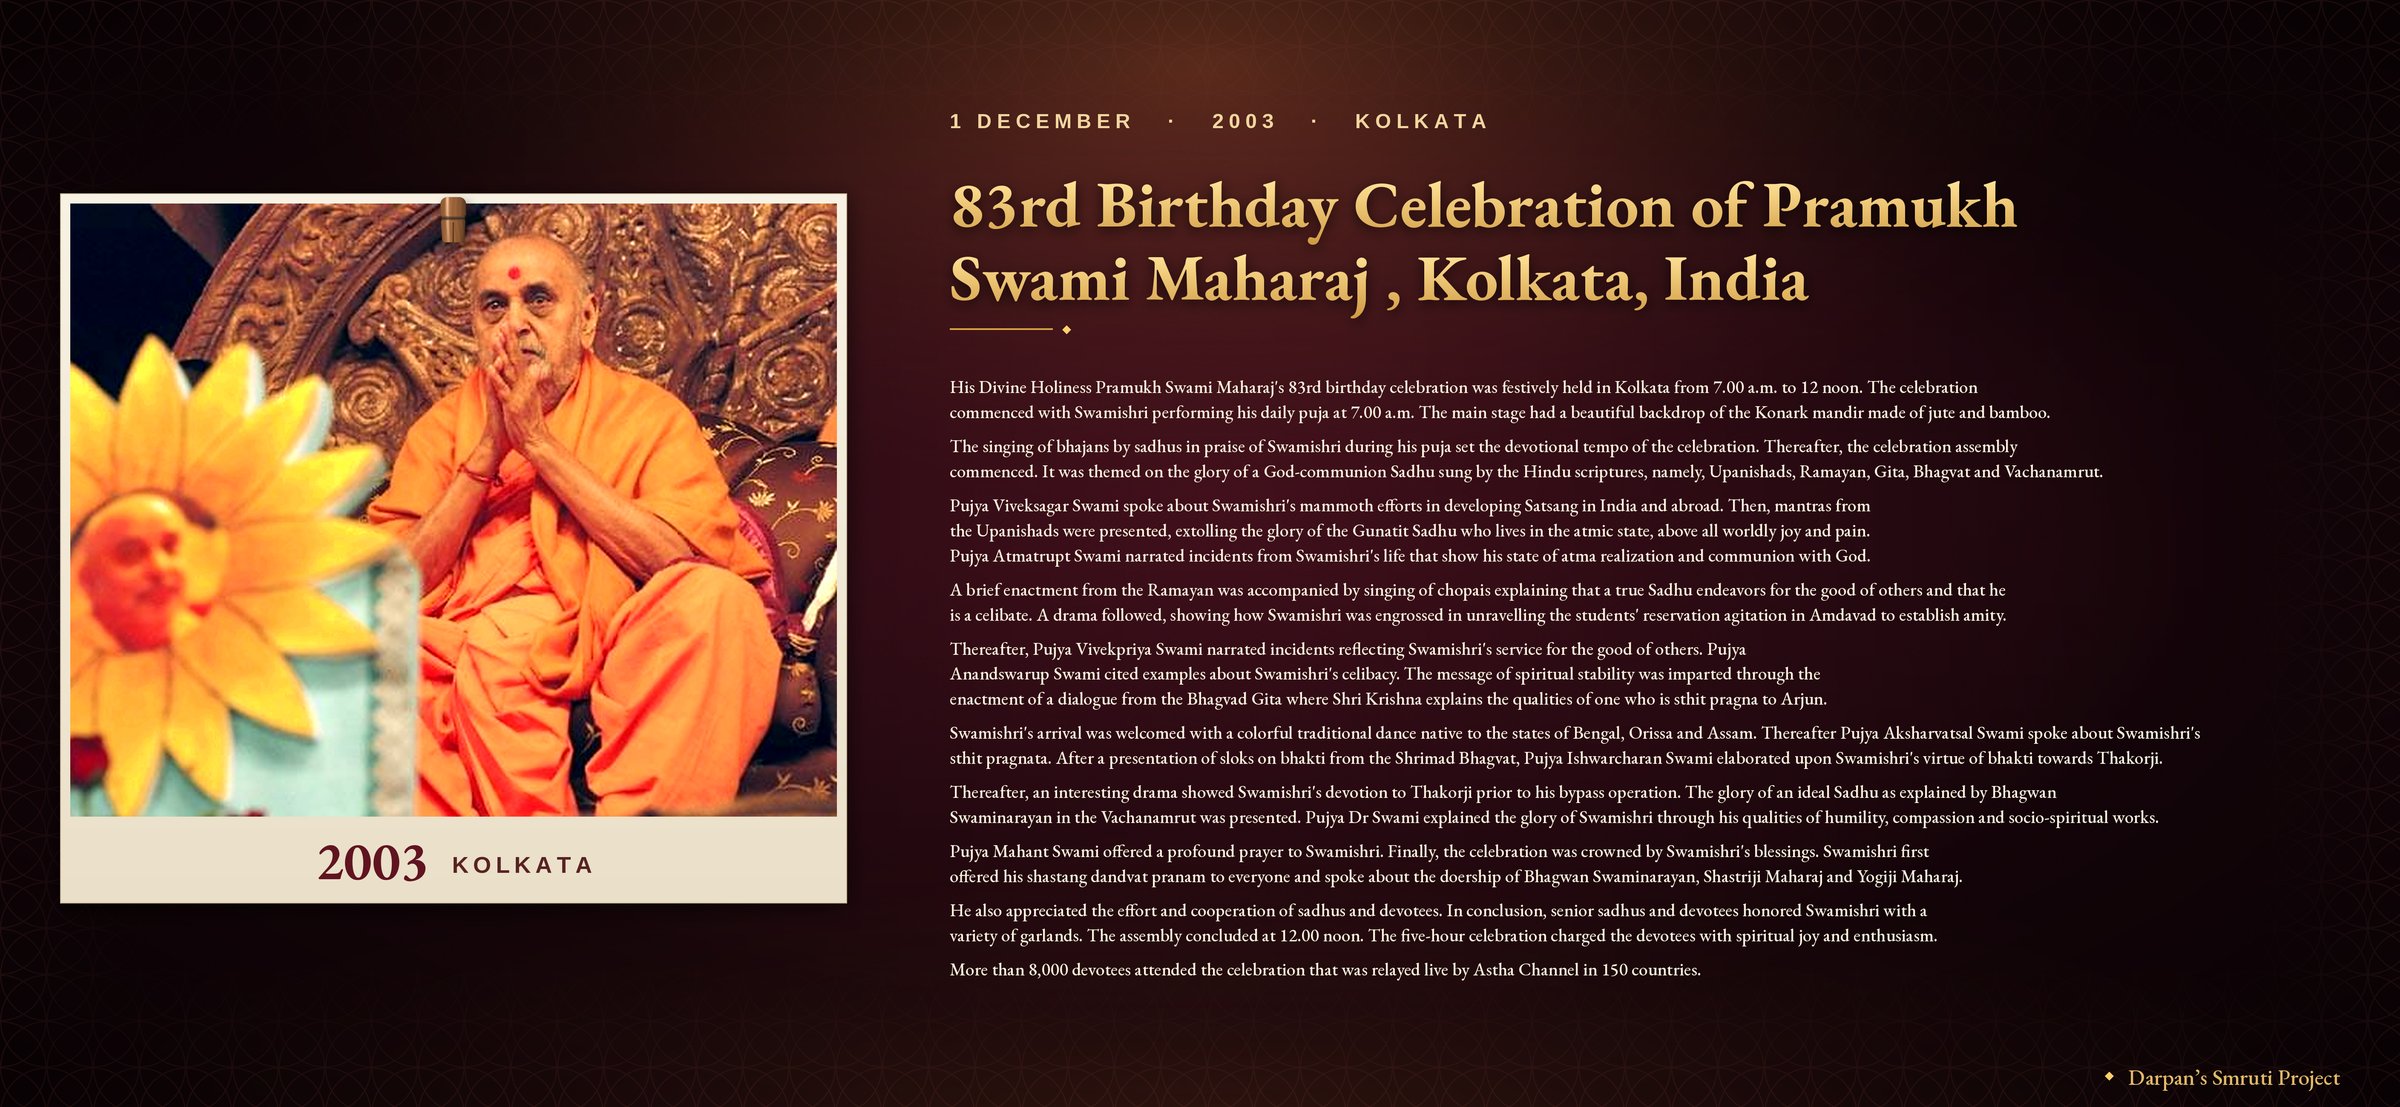 1 DECEMBER · 2003 · KOLKATA
83rd Birthday Celebration of Pramukh
Swami Maharaj , Kolkata, India
His Divine Holiness Pramukh Swami Maharaj's 83rd birthday celebration was festively held in Kolkata from 7.00 a.m. to 12 noon. The celebration
commenced with Swamishri performing his daily puja at 7.00 a.m. The main stage had a beautiful backdrop of the Konark mandir made of jute and bamboo.
The singing of bhajans by sadhus in praise of Swamishri during his puja set the devotional tempo of the celebration. Thereafter, the celebration assembly
commenced. It was themed on the glory of a God-communion Sadhu sung by the Hindu scriptures, namely, Upanishads, Ramayan, Gita, Bhagvat and Vachanamrut.
Pujya Viveksagar Swami spoke about Swamishri's mammoth efforts in developing Satsang in India and abroad. Then, mantras from
the Upanishads were presented, extolling the glory of the Gunatit Sadhu who lives in the atmic state, above all worldly joy and pain.
Pujya Atmatrupt Swami narrated incidents from Swamishri's life that show his state of atma realization and communion with God.
A brief enactment from the Ramayan was accompanied by singing of chopais explaining that a true Sadhu endeavors for the good of others and that he
is a celibate. A drama followed, showing how Swamishri was engrossed in unravelling the students' reservation agitation in Amdavad to establish amity.
Thereafter, Pujya Vivekpriya Swami narrated incidents reflecting Swamishri's service for the good of others. Pujya
Anandswarup Swami cited examples about Swamishri's celibacy. The message of spiritual stability was imparted through the
enactment of a dialogue from the Bhagvad Gita where Shri Krishna explains the qualities of one who is sthit pragna to Arjun.
Swamishri's arrival was welcomed with a colorful traditional dance native to the states of Bengal, Orissa and Assam. Thereafter Pujya Aksharvatsal Swami spoke about Swamishri's
sthit pragnata. After a presentation of sloks on bhakti from the Shrimad Bhagvat, Pujya Ishwarcharan Swami elaborated upon Swamishri's virtue of bhakti towards Thakorji.
Thereafter, an interesting drama showed Swamishri's devotion to Thakorji prior to his bypass operation. The glory of an ideal Sadhu as explained by Bhagwan
Swaminarayan in the Vachanamrut was presented. Pujya Dr Swami explained the glory of Swamishri through his qualities of humility, compassion and socio-spiritual works.
Pujya Mahant Swami offered a profound prayer to Swamishri. Finally, the celebration was crowned by Swamishri's blessings. Swamishri first
offered his shastang dandvat pranam to everyone and spoke about the doership of Bhagwan Swaminarayan, Shastriji Maharaj and Yogiji Maharaj.
He also appreciated the effort and cooperation of sadhus and devotees. In conclusion, senior sadhus and devotees honored Swamishri with a
variety of garlands. The assembly concluded at 12.00 noon. The five-hour celebration charged the devotees with spiritual joy and enthusiasm.
More than 8,000 devotees attended the celebration that was relayed live by Astha Channel in 150 countries.
2003 KOLKATA
Darpan’s Smruti Project